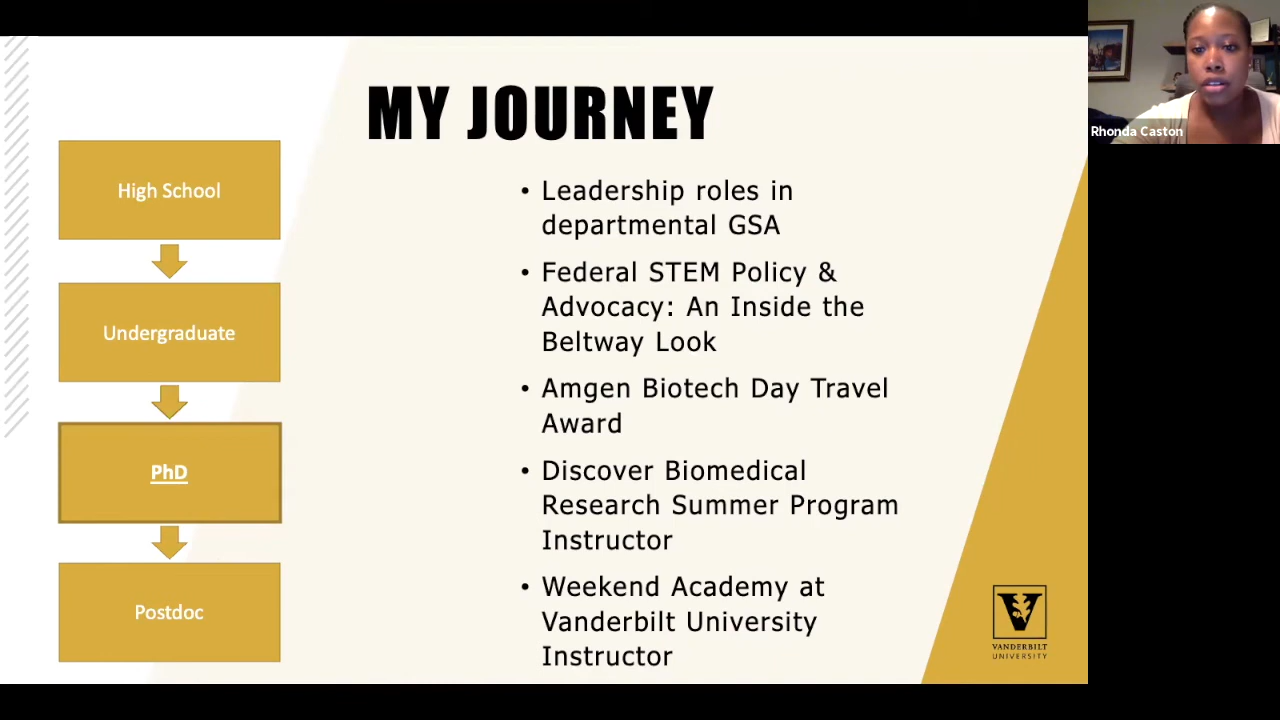 MY JOURNEY
High School
Undergraduate
PhD
Postdoc
• Leadership roles in
departmental GSA
• Federal STEM Policy &
Advocacy: An Inside the
Beltway Look
• Amgen Biotech Day Travel
Award
• Discover Biomedical
Research Summer Program
Instructor
• Weekend Academy at
Vanderbilt University
Instructor
V
VANDERBILT
UNIVERSITY
Rhonda Caston